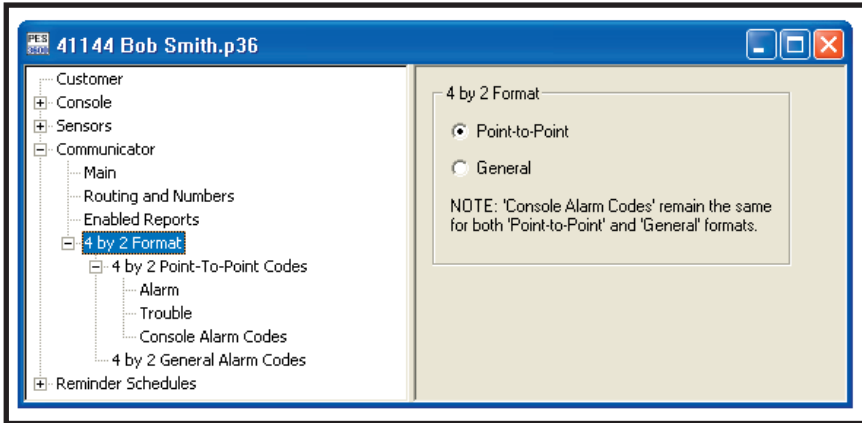 PES
3600
41144 Bob Smith.p36
Customer
Console
Sensors
Communicator
Main
Routing and Numbers
Enabled Reports
4 by 2 Format
4 by 2 Point-To-Point Codes
Alarm
Trouble
Console Alarm Codes
4 by 2 General Alarm Codes
Reminder Schedules
4 by 2 Format
Point-to-Point
General
NOTE: 'Console Alarm Codes' remain the same
for both 'Point-to-Point' and 'General' formats.